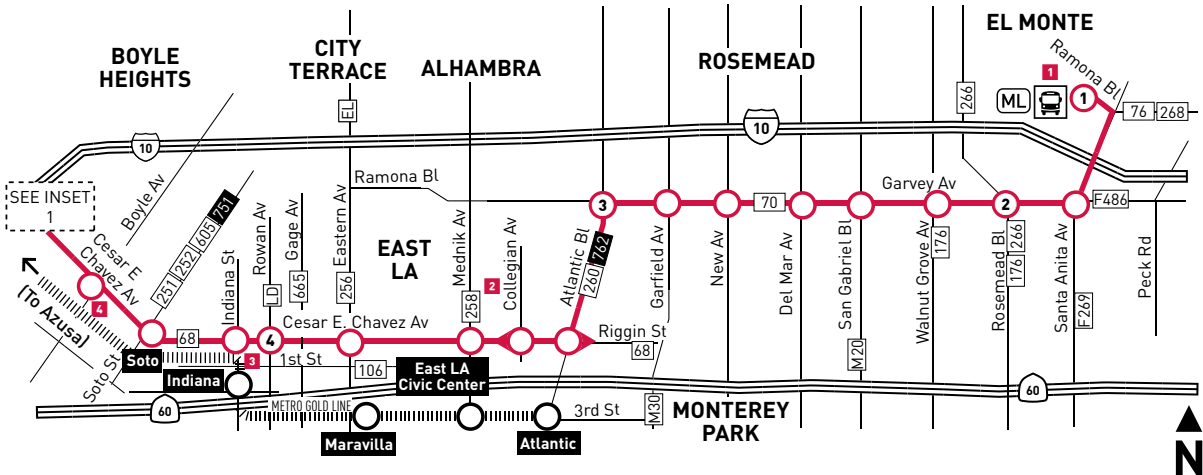 EL MONTE
BOYLE
HEIGHTS
CITY
TERRACE
ALHAMBRA
ROSEMEAD
Ramona Bl
1
1
ML
76
268
266
EL
10
10
SEE INSET
1
Boyle Av
Ramona Bl
Garvey Av
3
70
2
F486
Cesar E
Chavez Av
251
252
605
751
Indiana St
Rowan Av
Gage Av
Eastern Av
EAST
LA
Mednik Av
Collegian Av
Atlantic Bl
260
762
Garfield Av
New Av
Del Mar Av
San Gabriel Bl
Walnut Grove Av
176
Rosemead Bl
176
266
Santa Anita Av
F269
Peck Rd
(To Azusa)
4
LD
665
256
258
2
68
4
Cesar E. Chavez Av
Riggin St
68
M20
Soto St
Soto
3
1st St
106
Indiana
East LA
Civic Center
60
60
METRO GOLD LINE
3rd St
M30
MONTEREY
PARK
Maravilla
Atlantic
N